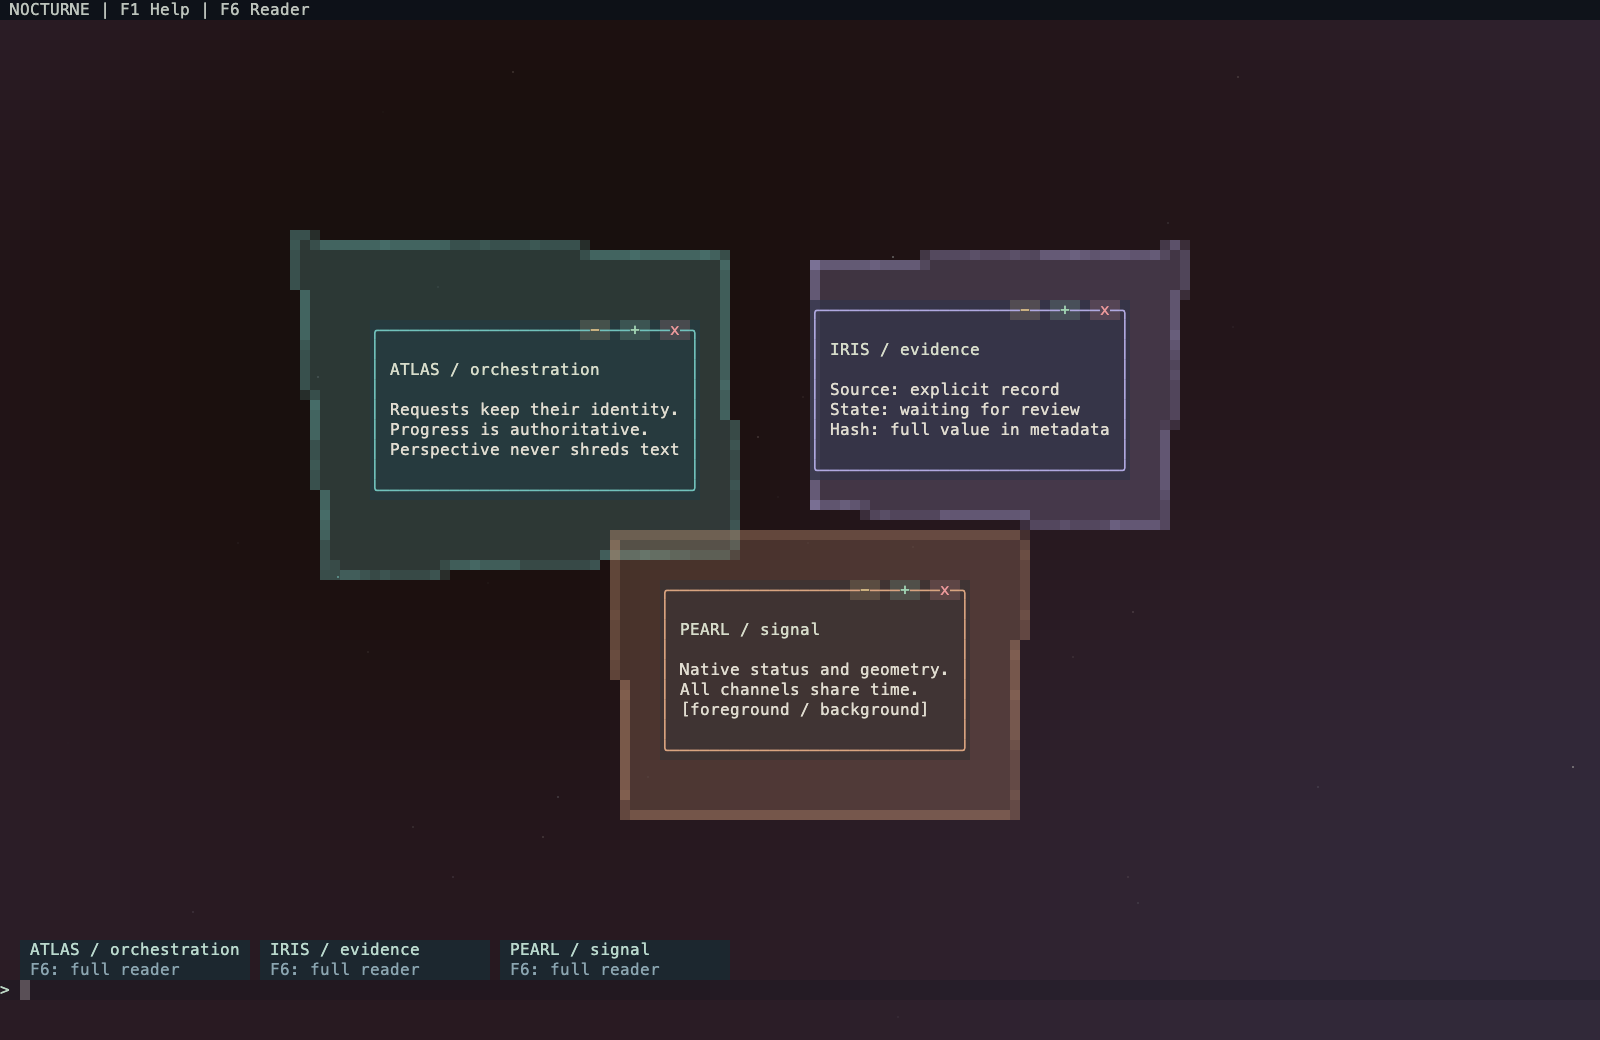 NOCTURNE | F1 Help | F6 Reader
- + x
ATLAS / orchestration
Requests keep their identity.
Progress is authoritative.
Perspective never shreds text
- + x
IRIS / evidence
Source: explicit record
State: waiting for review
Hash: full value in metadata
- + x
PEARL / signal
Native status and geometry.
All channels share time.
[foreground / background]
ATLAS / orchestration
F6: full reader
IRIS / evidence
F6: full reader
PEARL / signal
F6: full reader
>